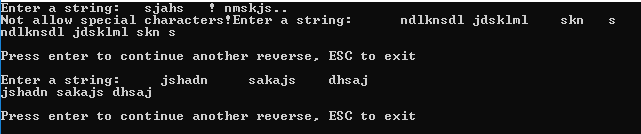 Enter a string:   sjahs   ! nmskjs..
Not allow special characters!Enter a string:      ndlknsdl jdsklml    skn   s
ndlknsdl jdsklml skn s
Press enter to continue another reverse, ESC to exit
Enter a string:     jshadn     sakajs    dhsaj
jshadn sakajs dhsaj
Press enter to continue another reverse, ESC to exit